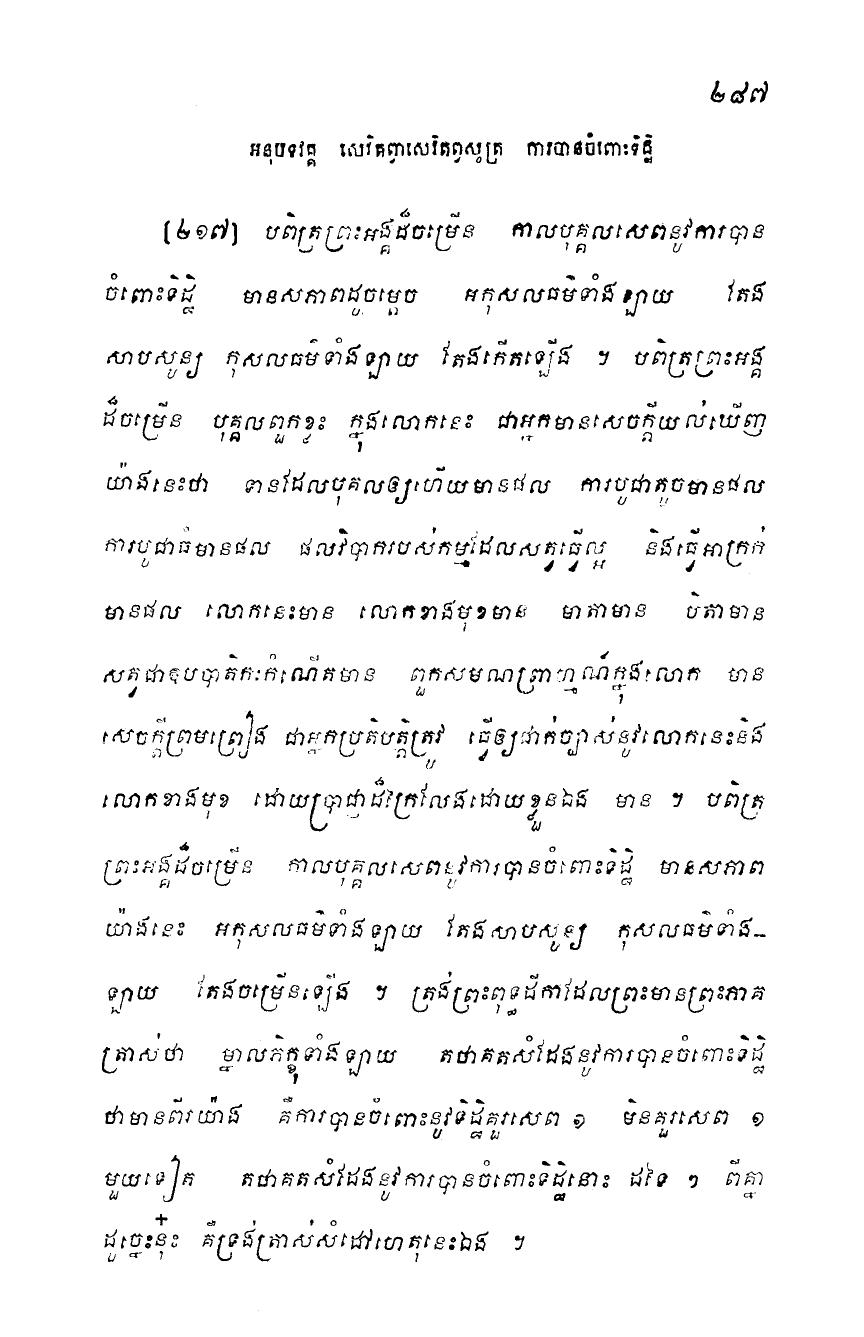 ២៨៧
អនុបទវគ្គ សេវិតព្វាសេវិតព្វសូត្រ ការបានចំពោះទិដ្ឋិ
[២១៧] បពិត្រព្រះអង្គដ៏ចម្រើន កាលបុគ្គលសេពនូវការបាន
ចំពោះទិដ្ឋិ មានសភាពដូចម្តេច អកុសលធម៌ទាំងឡាយ តែង
សាបសូន្យ កុសលធម៌ទាំងឡាយ តែងកើតឡើង ។ បពិត្រព្រះអង្គ
ដ៏ចម្រើន បុគ្គលពួកខ្លះ ក្នុងលោកនេះ ជាអ្នកមានសេចក្តីយល់ឃើញ
យ៉ាងនេះថា ទានដែលបុគលឲ្យហើយមានផល ការបូជាតូចមានផល
ការបូជាធំមានផល ផលវិបាករបស់កម្មដែលសត្វធ្វើល្អ និងធ្វើអាក្រក់
មានផល លោកនេះមាន លោកខាងមុខមាន មាតាមាន បិតាមាន
សត្វជាឧបបាតិកៈកំណើតមាន ពួកសមណព្រាហ្មណ៍ក្នុងលោក មាន
សេចក្តីព្រមព្រៀង ជាអ្នកប្រតិបត្តិត្រូវ ធ្វើឲ្យជាក់ច្បាស់នូវលោកនេះនិង
លោកខាងមុខ ដោយប្រាជ្ញាដ៏វិក្រលែងដោយខ្លួនឯង មាន ។ បពិត្រ
ព្រះអង្គដ៏ចម្រើន កាលបុគ្គលសេពនូវការបានចំពោះទិដ្ឋិ មានសភាព
យ៉ាងនេះ អកុសលធម៌ទាំងឡាយ តែងសាបសូន្យ កុសលធម៌ទាំង–
ឡាយ តែងចម្រើនឡើង ។ ត្រង់ព្រះពុទ្ធដីកាដែលព្រះមានព្រះភាគ
ត្រាស់ថា ម្នាលភិក្ខុទាំងឡាយ តថាគតសំដែងនូវការបានចំពោះទិដ្ឋិ
ថាមានពីរយ៉ាង គឺការបានចំពោះនូវទិដ្ឋិគួរសេព ១ មិនគួរសេព ១
មួយទៀត តថាគតសំដែងនូវការបានចំពោះទិដ្ឋិនោះ ដទៃ ៗ ពីគ្នា
ដូច្នេះនុ៎ះ គឺទ្រង់ត្រាស់សំដៅហេតុនេះឯង ។